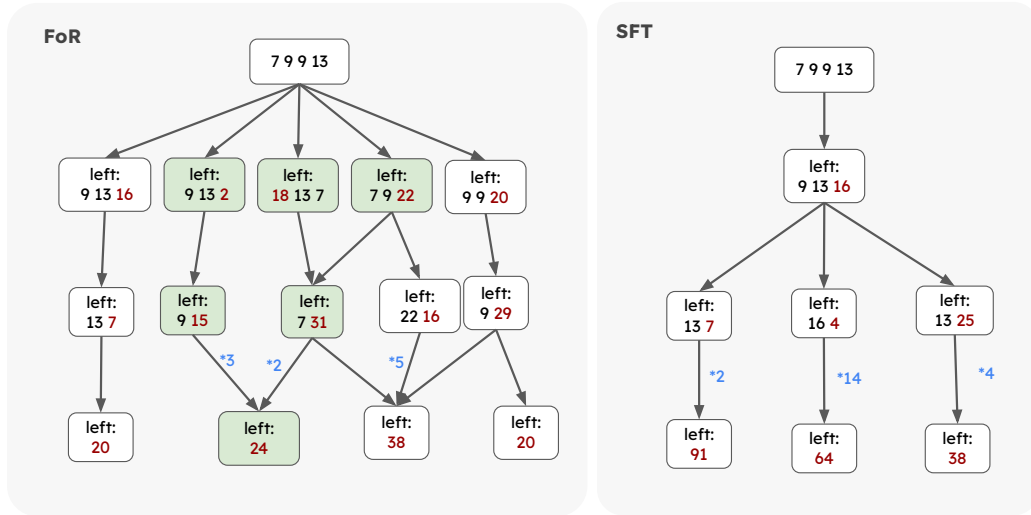 FoR
7 9 9 13
left:
9 13 16
left:
9 13 2
left:
18 13 7
left:
7 9 22
left:
9 9 20
left:
13 7
left:
9 15
left:
7 31
left:
22 16
left:
9 29
*3
*2
*5
left:
20
left:
24
left:
38
left:
20
SFT
7 9 9 13
left:
9 13 16
left:
13 7
left:
16 4
left:
13 25
*2
*14
*4
left:
91
left:
64
left:
38